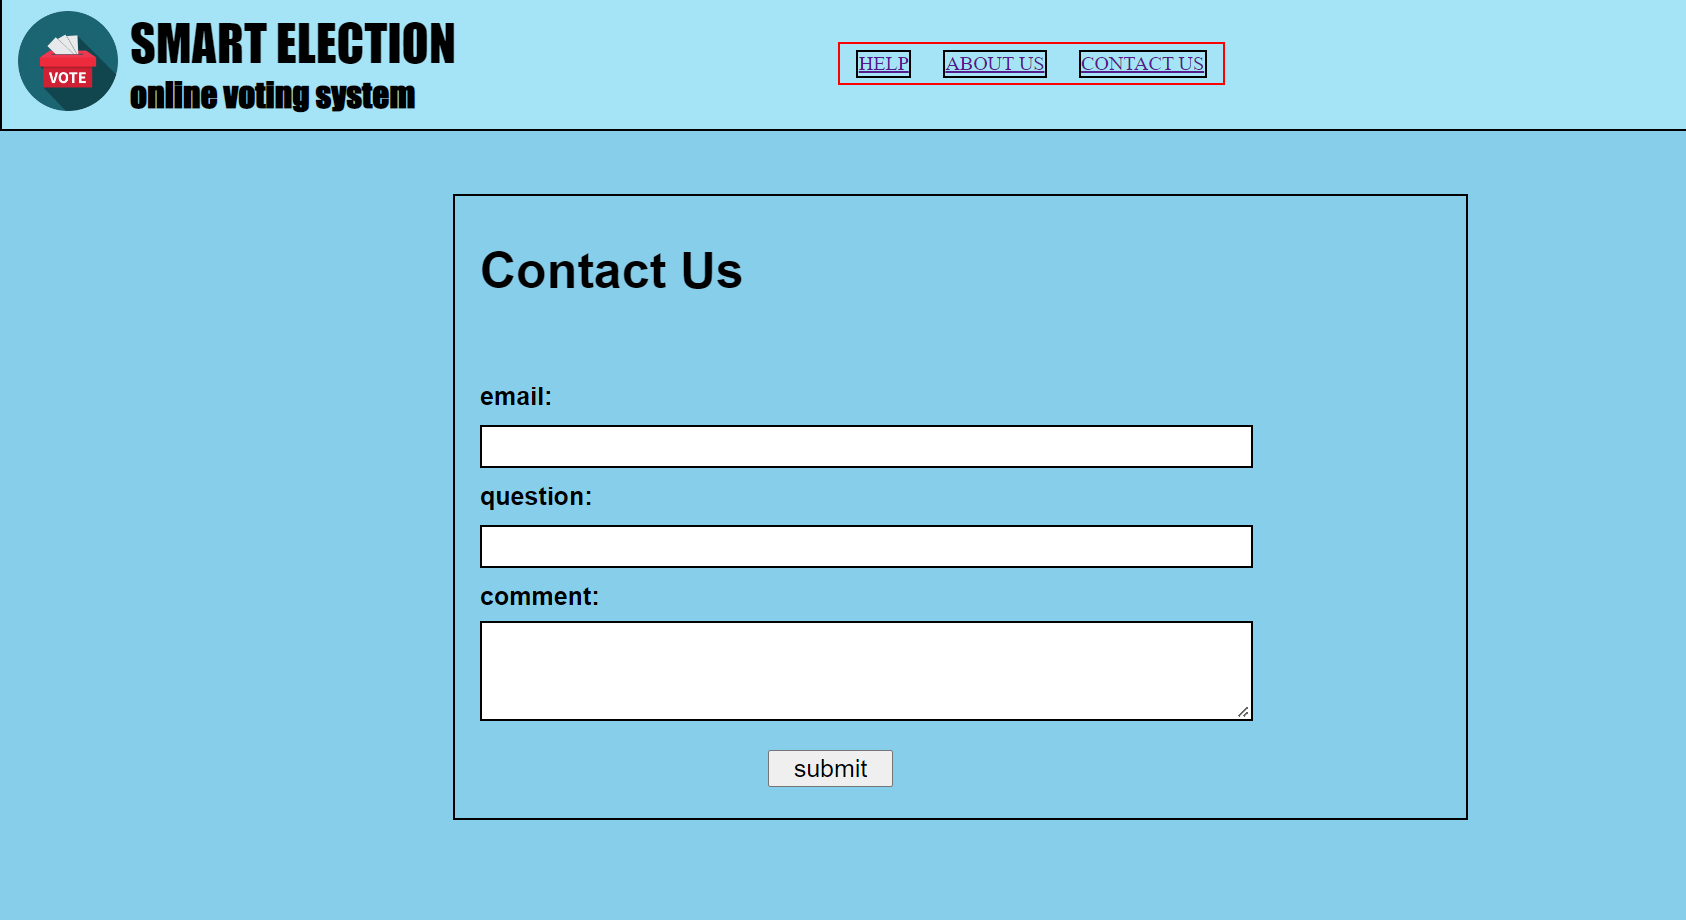 VOTE
SMART ELECTION
online voting system
HELP ABOUT US CONTACT US
Contact Us
email:
question:
comment:
submit